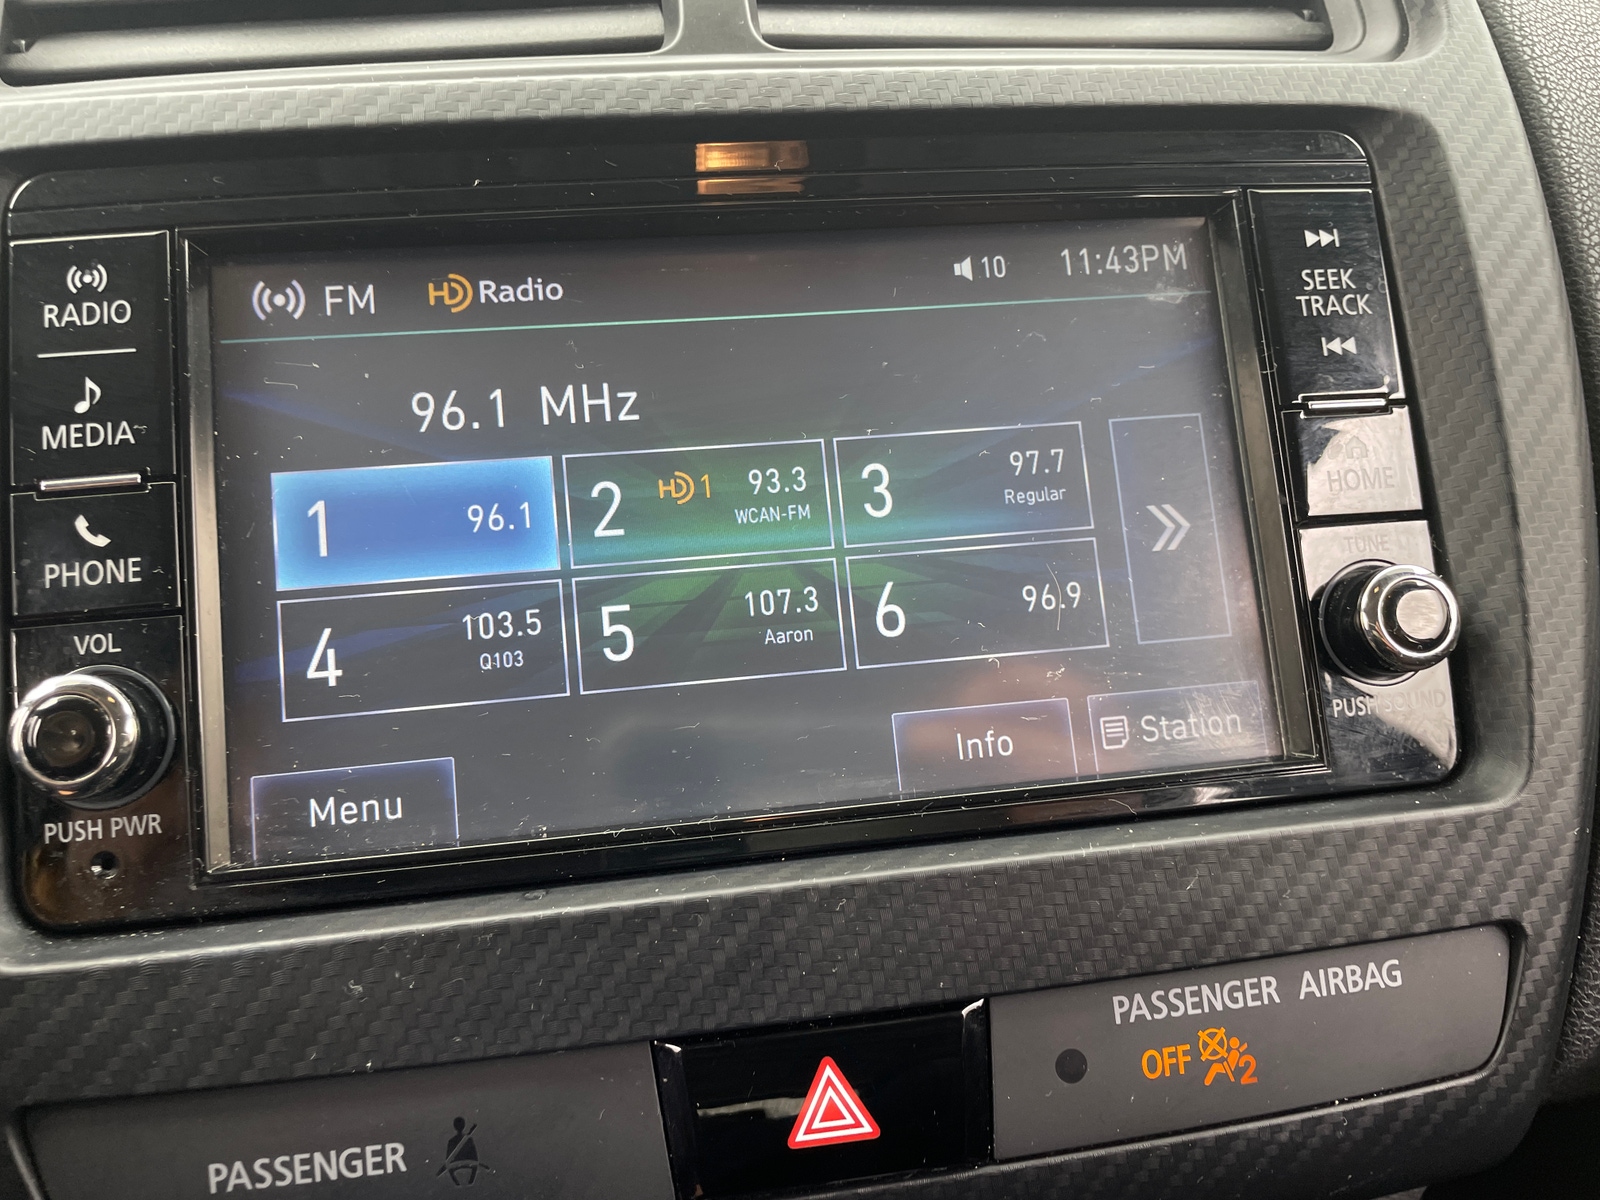 RADIO
MEDIA
PHONE
VOL
PUSH PWR
FM HD Radio 10 11:43PM
96.1 MHz
1 96.1
2 HD 1 93.3
WCAN-FM
3 97.7
Regular
4 103.5
Q103
5 107.3
Aaron
6 96.9
Menu
Info
Station
SEEK
TRACK
HOME
TUNE
PUSH SOUND
PASSENGER
PASSENGER AIRBAG
OFF 2